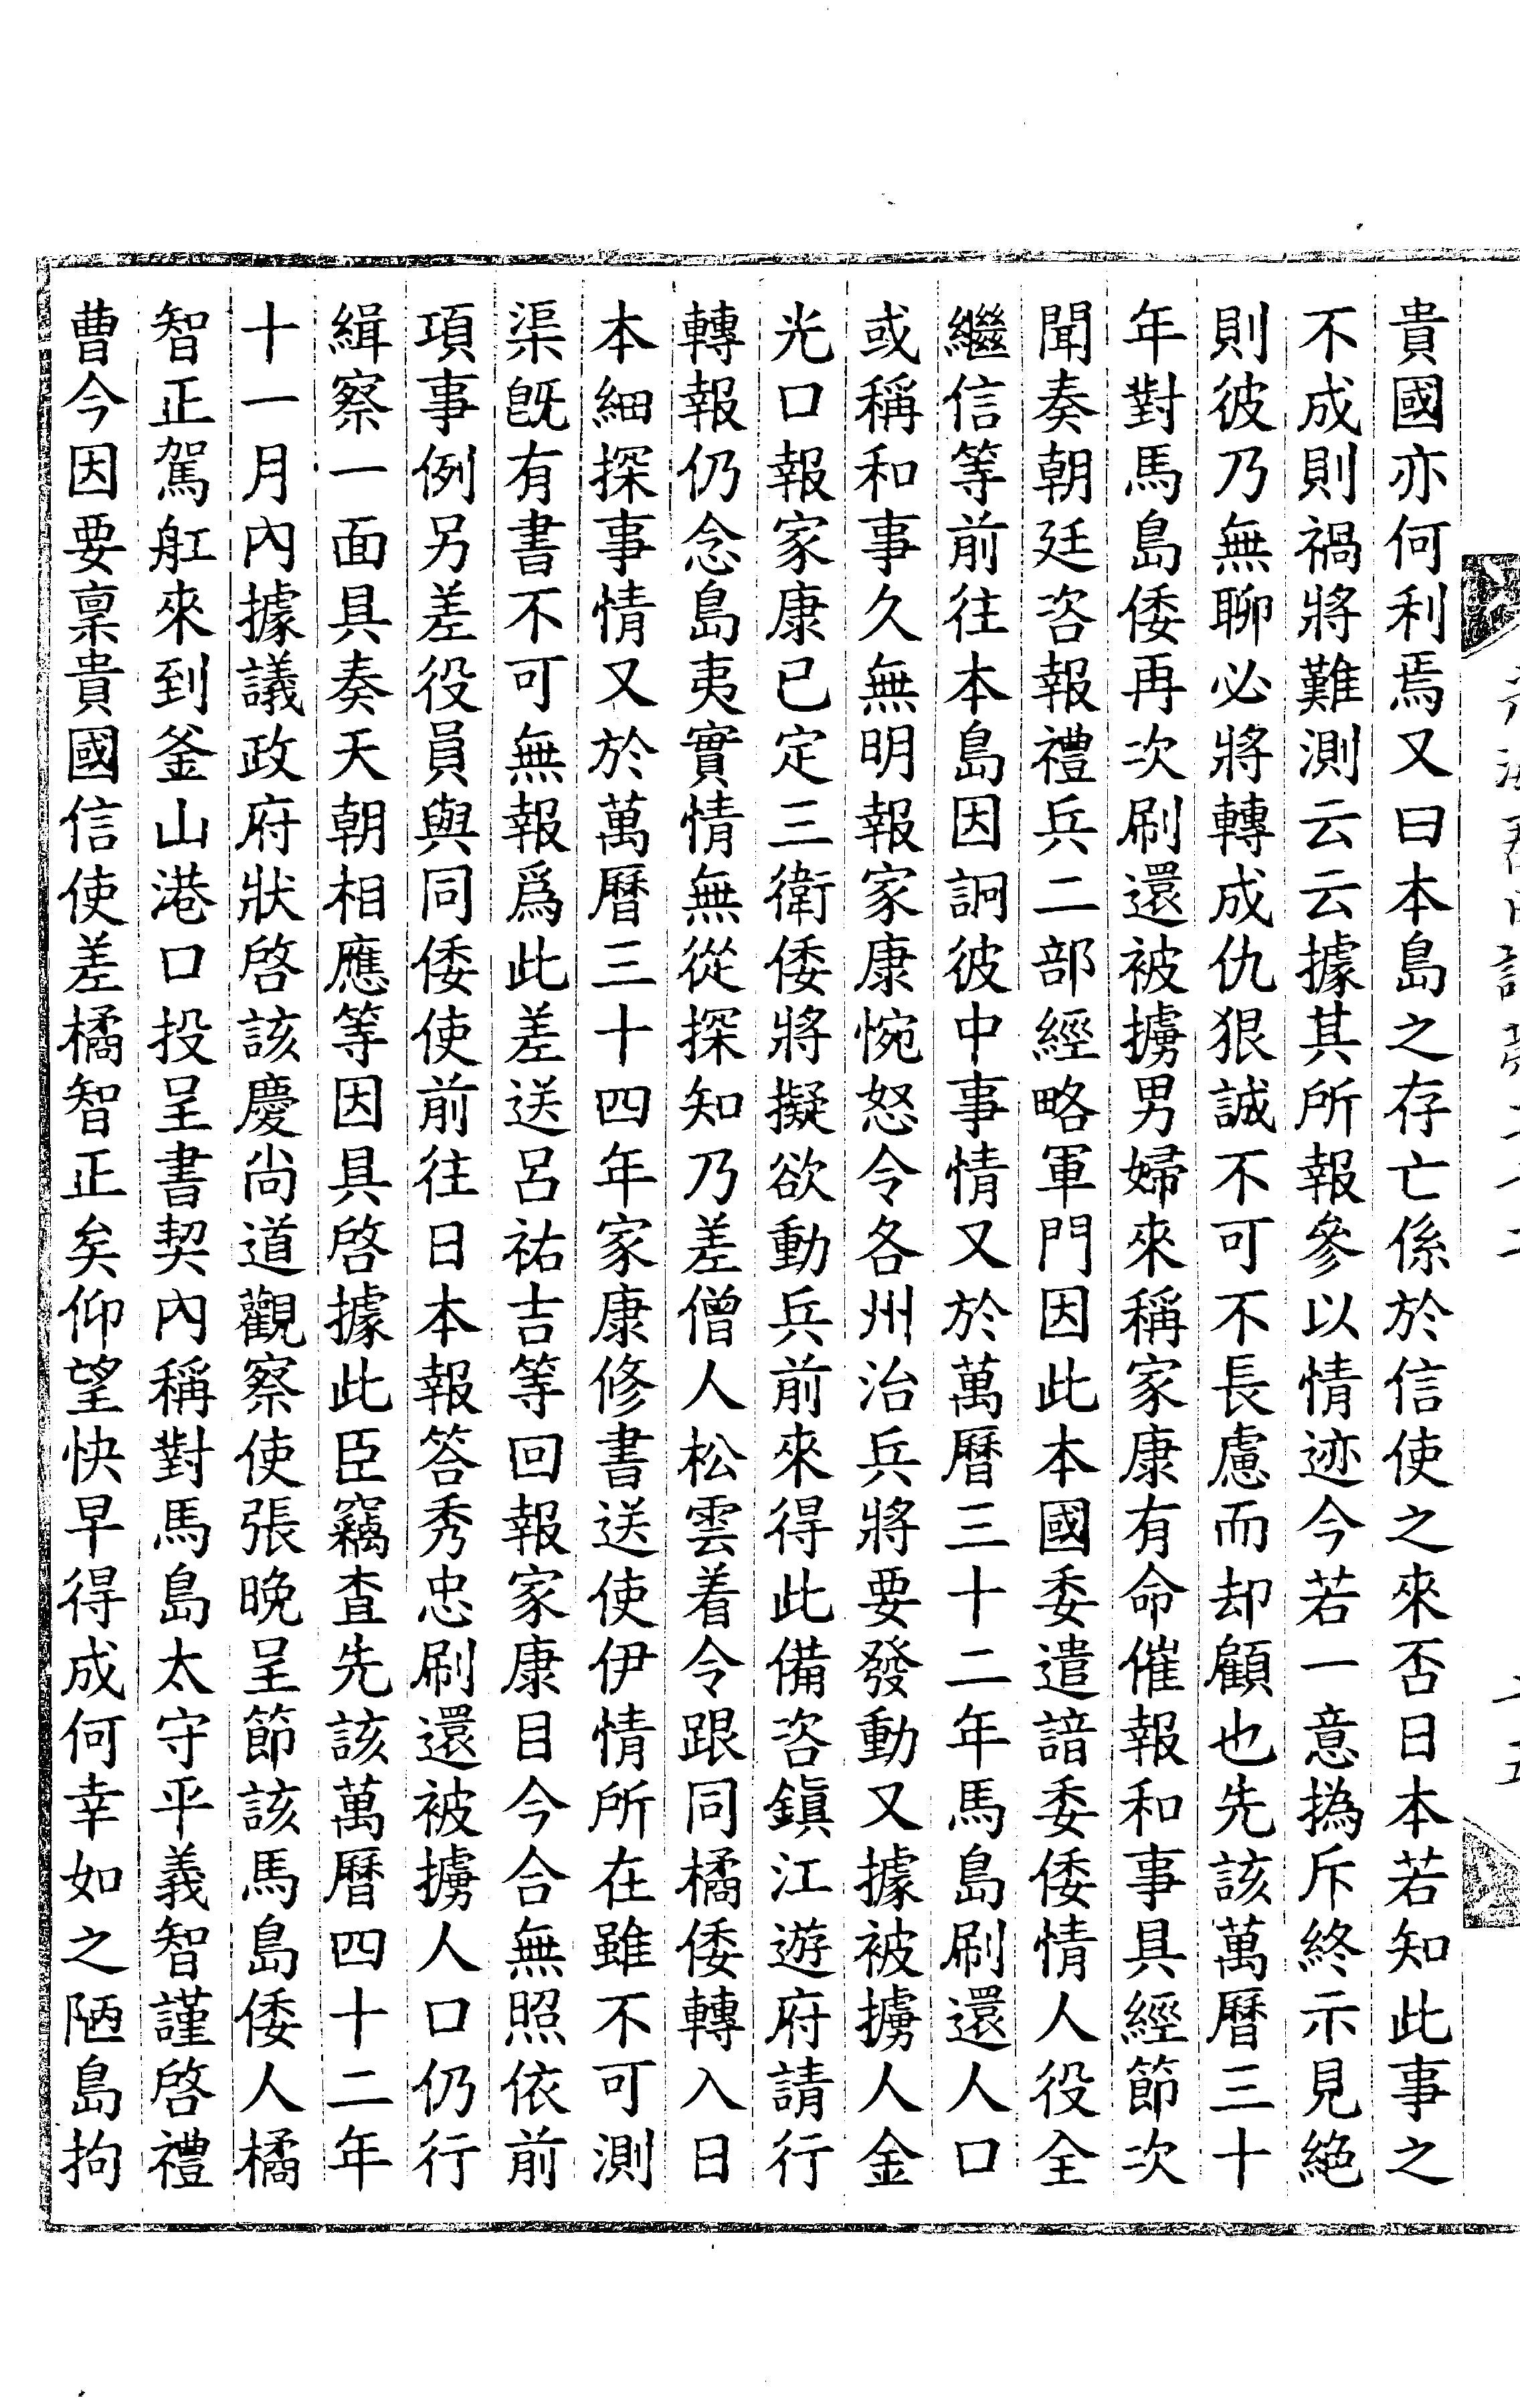 貴國亦何利焉又曰本島之存亡係於信使之來否日本若知此事之
不成則禍將難測云云據其所報參以情迹今若一意撝斥終示見絕
則彼乃無聊必將轉成仇狠誠不可不長慮而却顧也先該萬曆三十
年對馬島倭再次刷還被擄男婦來稱家康有命催報和事具經節次
聞奏朝廷咨報禮兵二部經略軍門因此本國委遣諳委倭情人役全
繼信等前往本島因詗彼中事情又於萬曆三十二年馬島刷還人口
或稱和事久無明報家康惋怒令各州治兵將要發動又據被擄人金
光口報家康已定三衛倭將擬欲動兵前來得此備咨鎭江遊府請行
轉報仍念島夷實情無從探知乃差僧人松雲着令跟同橘倭轉入日
本細探事情又於萬曆三十四年家康修書送使伊情所在雖不可測
渠旣有書不可無報爲此差送呂祐吉等回報家康目今合無照依前
項事例另差役員與同倭使前往日本報答秀忠刷還被擄人口仍行
緝察一面具奏天朝相應等因具啓據此臣竊査先該萬曆四十二年
十一月內據議政府狀啓該慶尙道觀察使張晩呈節該馬島倭人橘
智正駕舡來到釜山港口投呈書契內稱對馬島太守平義智謹啓禮
曹今因要稟貴國信使差橘智正矣仰望快早得成何幸如之陋島拘